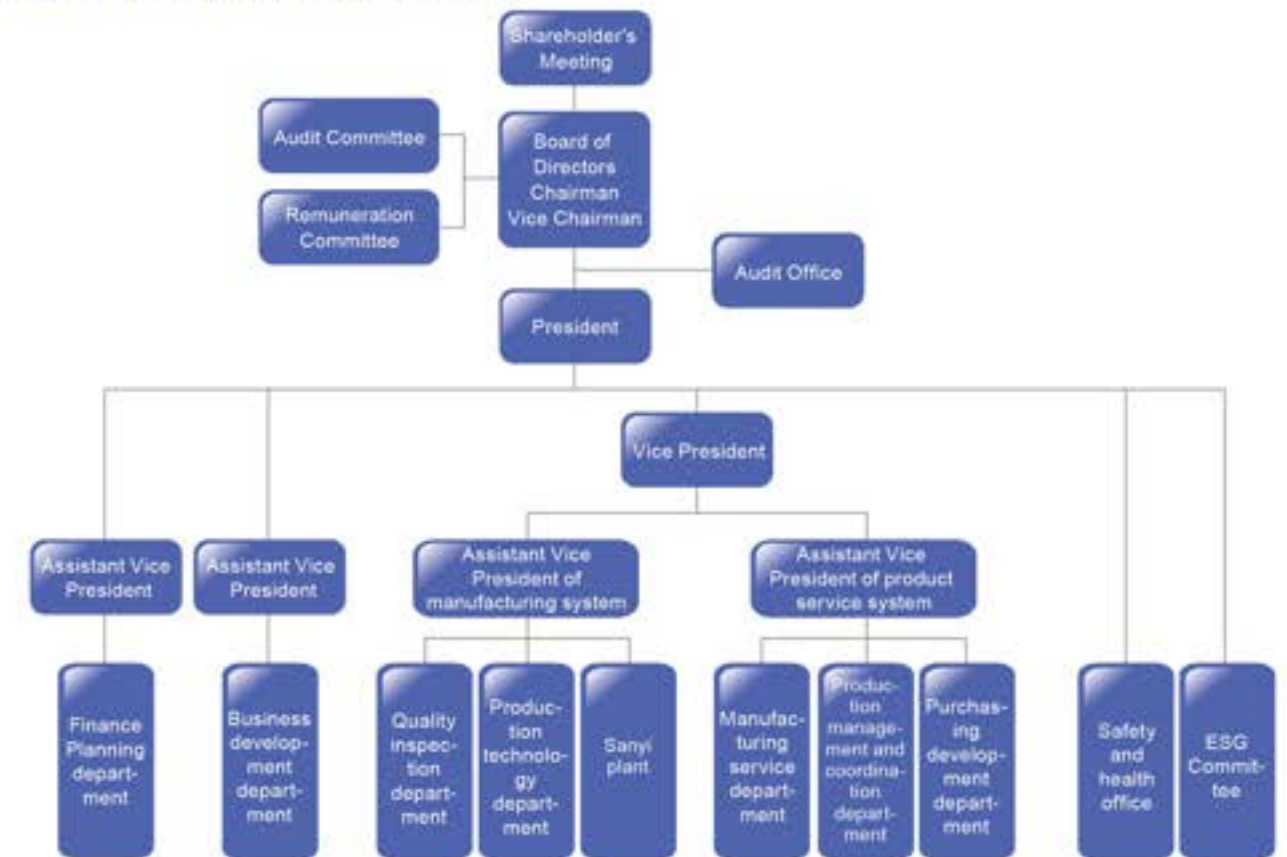 Shareholder's
Meeting
Audit Committee
Board of
Directors
Chairman
Vice Chairman
Remuneration
Committee
Audit Office
President
Vice President
Assistant Vice
President
Assistant Vice
President
Assistant Vice
President of
manufacturing system
Assistant Vice
President of product
service system
Finance
Planning
depart-
ment
Business
develop-
ment
depart-
ment
Quality
inspec-
tion
depart-
ment
Produc-
tion
technolo-
gy
depart-
ment
Sanyi
plant
Manufac-
turing
service
depart-
ment
Produc-
tion
manage-
ment and
coordina-
tion
depart-
ment
Purchas-
ing
develop-
ment
depart-
ment
Safety
and
health
office
ESG
Commit-
tee